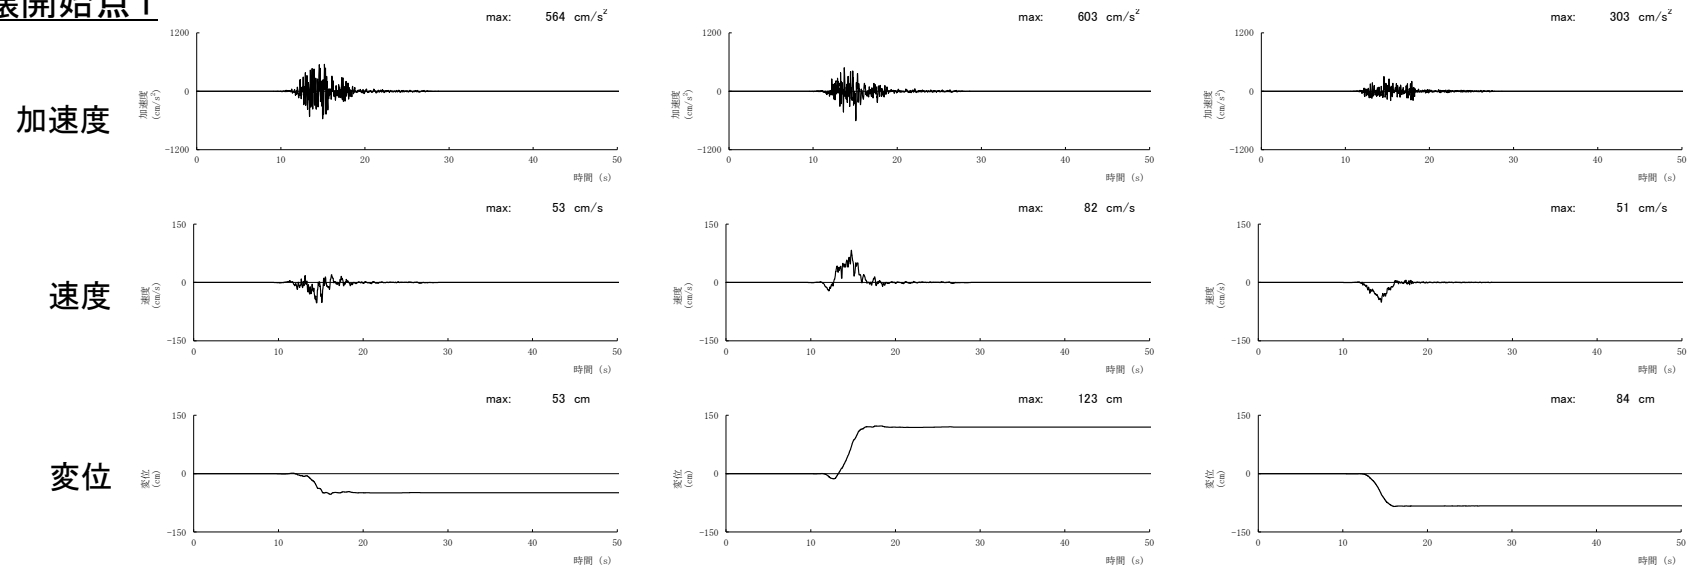 開始点1
max: 564 cm/s² max: 603 cm/s² max: 303 cm/s²
加速度
加速度 (cm/s²) 1200 0 -1200 0 10 20 30 40 50 時間 (s)
加速度 (cm/s²) 1200 0 -1200 0 10 20 30 40 50 時間 (s)
加速度 (cm/s²) 1200 0 -1200 0 10 20 30 40 50 時間 (s)
max: 53 cm/s max: 82 cm/s max: 51 cm/s
速度
速度 (cm/s) 150 0 -150 0 10 20 30 40 50 時間 (s)
速度 (cm/s) 150 0 -150 0 10 20 30 40 50 時間 (s)
速度 (cm/s) 150 0 -150 0 10 20 30 40 50 時間 (s)
max: 53 cm max: 123 cm max: 84 cm
変位
変位 (cm) 150 0 -150 0 10 20 30 40 50 時間 (s)
変位 (cm) 150 0 -150 0 10 20 30 40 50 時間 (s)
変位 (cm) 150 0 -150 0 10 20 30 40 50 時間 (s)